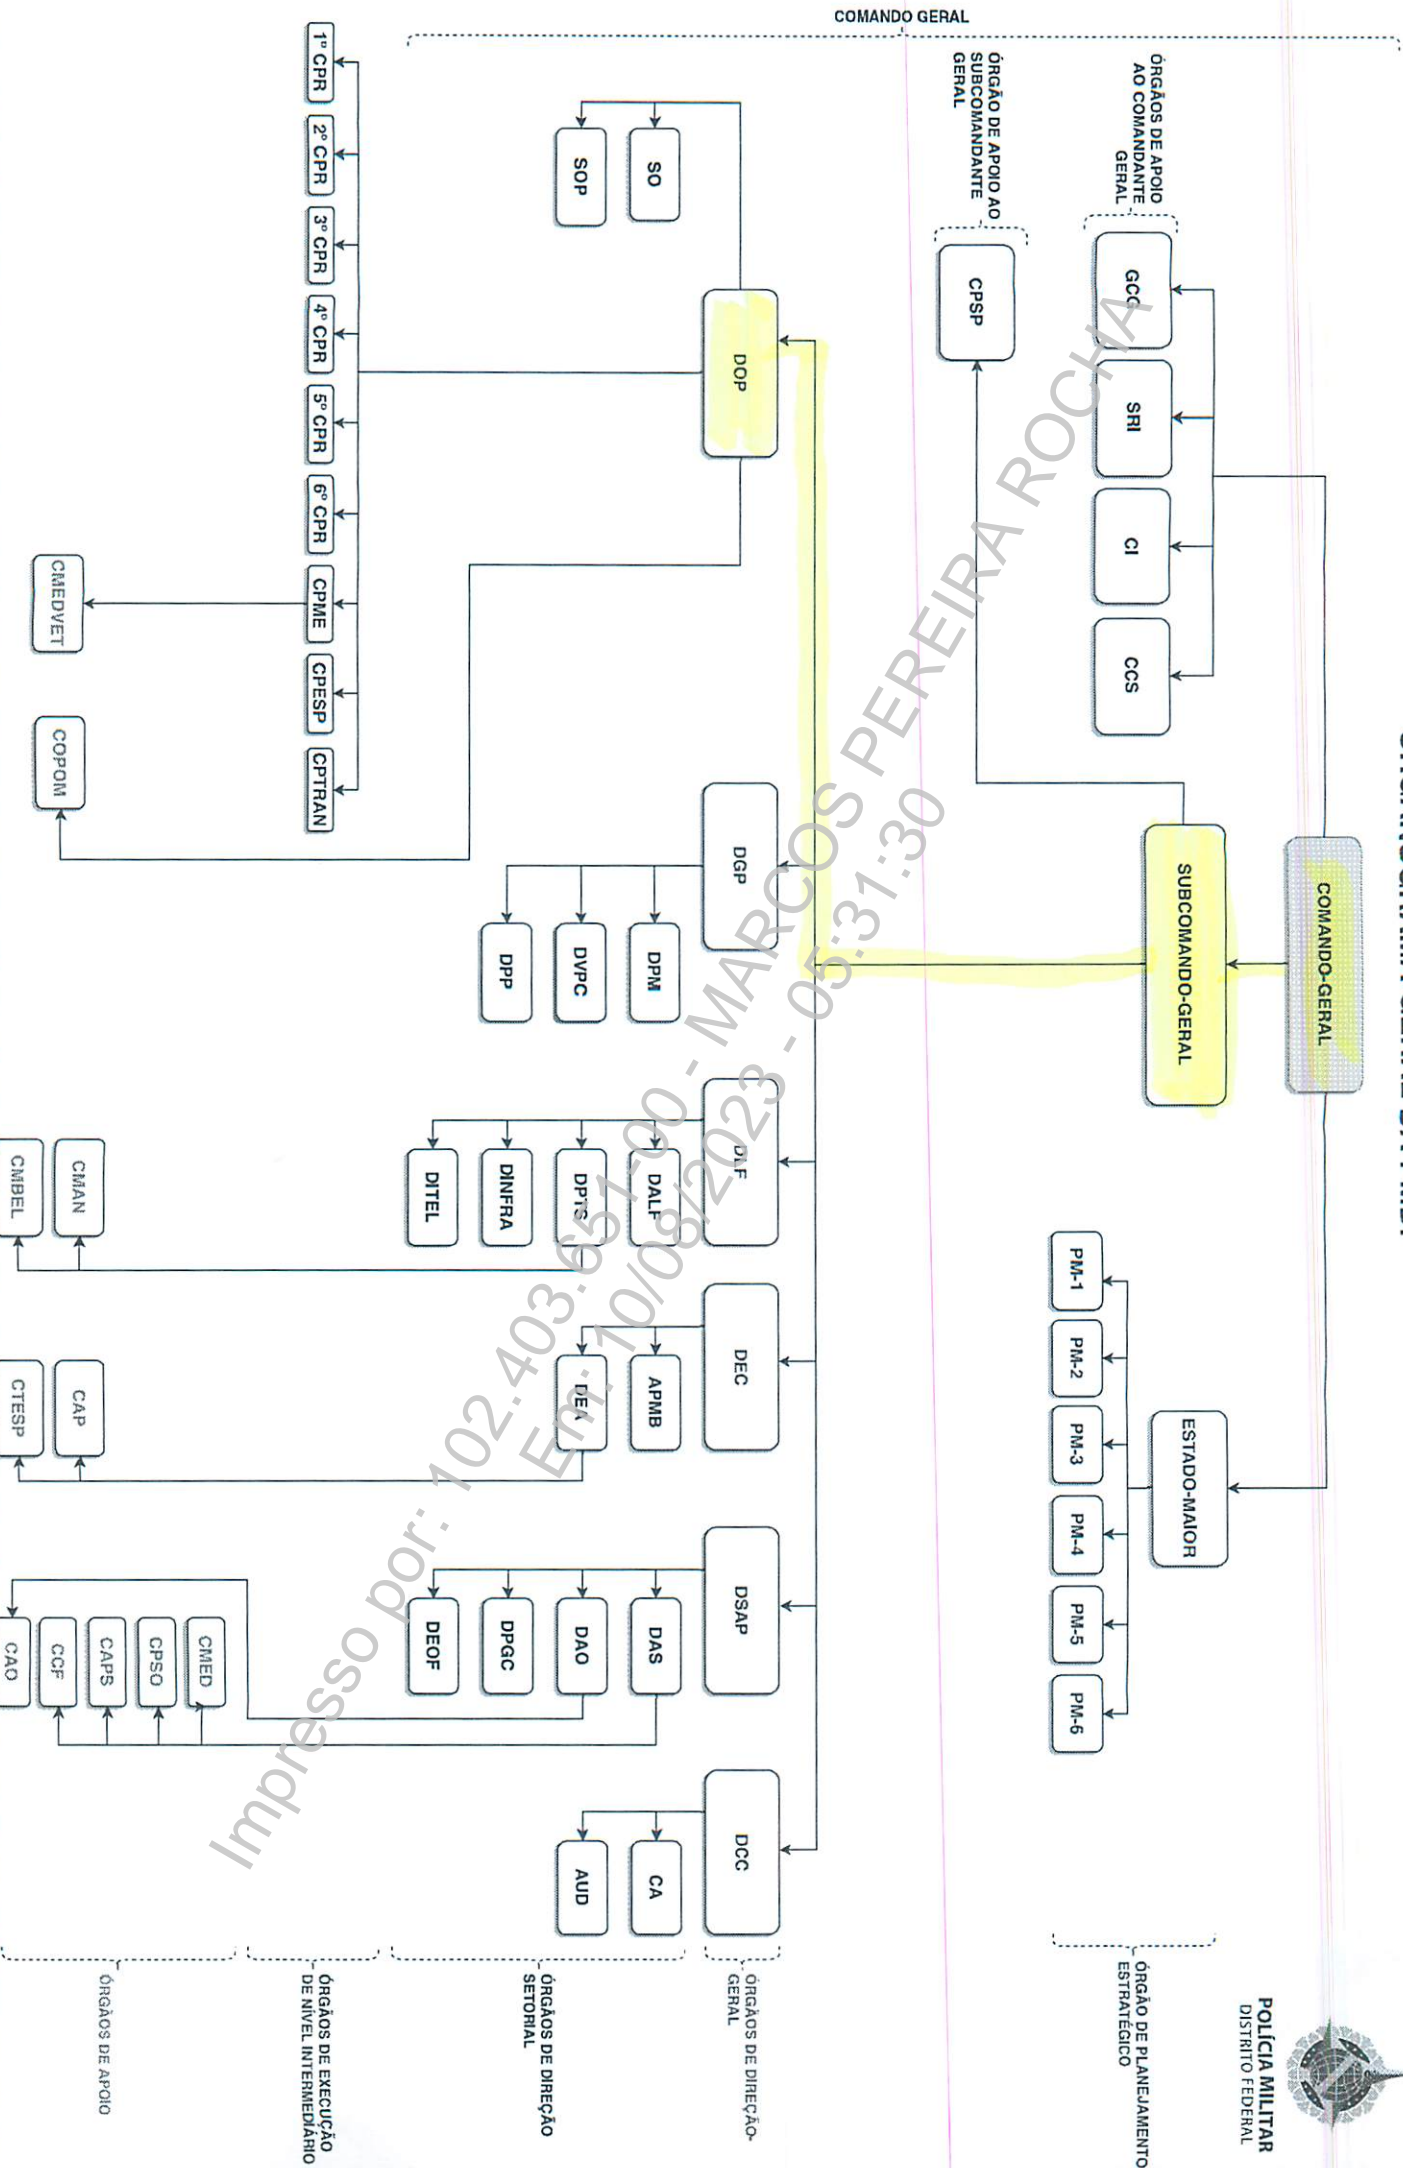 POLÍCIA MILITAR
DISTRITO FEDERAL
COMANDO GERAL
COMANDO-GERAL
SUBCOMANDO-GERAL
ESTADO-MAIOR
ÓRGÃOS DE APOIO
AO COMANDANTE
GERAL
GCG
SRI
CI
CCS
PM-1
PM-2
PM-3
PM-4
PM-5
PM-6
ÓRGÃO DE PLANEJAMENTO
ESTRATÉGICO
ÓRGÃO DE APOIO AO
SUBCOMANDANTE
GERAL
CPSP
DOP
DGP
DLF
DEC
DSAP
DCC
ÓRGÃOS DE DIREÇÃO-
GERAL
SO
SOP
DPM
DVPC
DPP
DALF
DPTS
DINFRA
DITEL
APMB
DEA
DAS
DAO
DPGC
DEOF
CA
AUD
ÓRGÃOS DE DIREÇÃO
SETORIAL
1º CPR
2º CPR
3º CPR
4º CPR
5º CPR
6º CPR
CPME
CPESP
CPTRAN
ÓRGÃOS DE EXECUÇÃO
DE NÍVEL INTERMEDIÁRIO
CMEDVET
COPOM
CMAN
CMBEL
CAP
CTESP
CMED
CPSO
CAPS
CCF
CAO
ÓRGÃOS DE APOIO
Impresso por: 102.403.651-00 - MARCOS PEREIRA ROCHA
Em: 10/08/2023 - 05:31:30